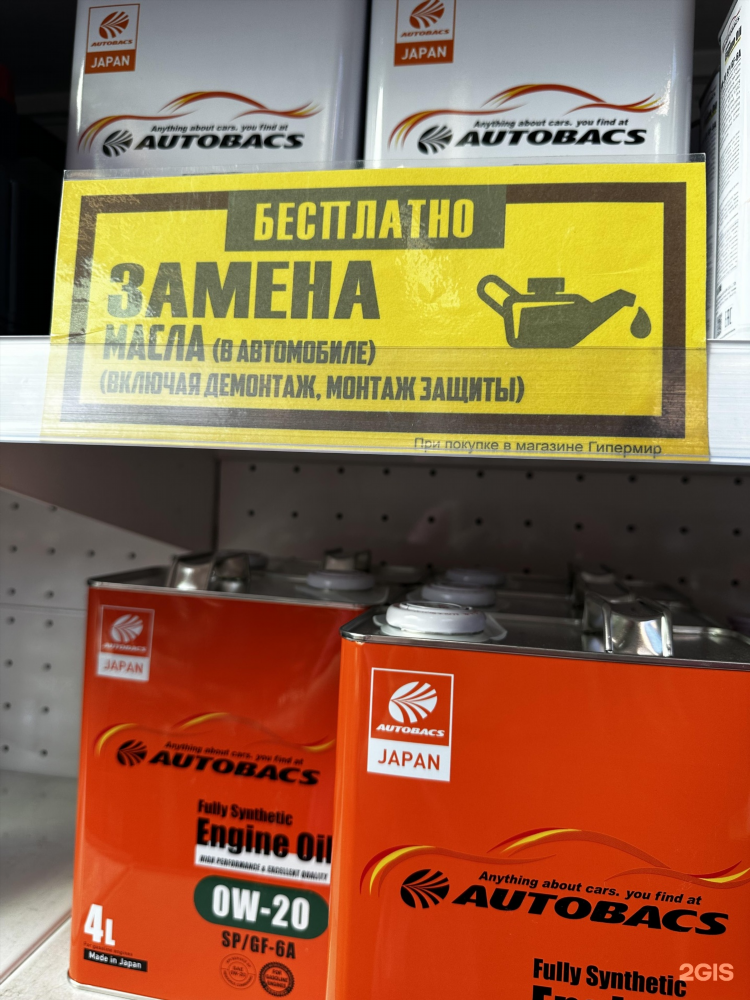 AUTOBACS
JAPAN
Anything about cars. you find at
AUTOBACS
AUTOBACS
JAPAN
Anything about cars. you find at
AUTOBACS
БЕСПЛАТНО
ЗАМЕНА
МАСЛА (В АВТОМОБИЛЕ)
(ВКЛЮЧАЯ ДЕМОНТАЖ, МОНТАЖ ЗАЩИТЫ)
При покупке в магазине Гипермир
AUTOBACS
JAPAN
Anything about cars. you find at
AUTOBACS
Fully Synthetic
Engine Oil
HIGH PERFORMANCE & EXCELLENT QUALITY
0W-20
SP/GF-6A
4L
Made in Japan
AUTOBACS
JAPAN
Anything about cars. you find at
AUTOBACS
Fully Synthetic
2GIS